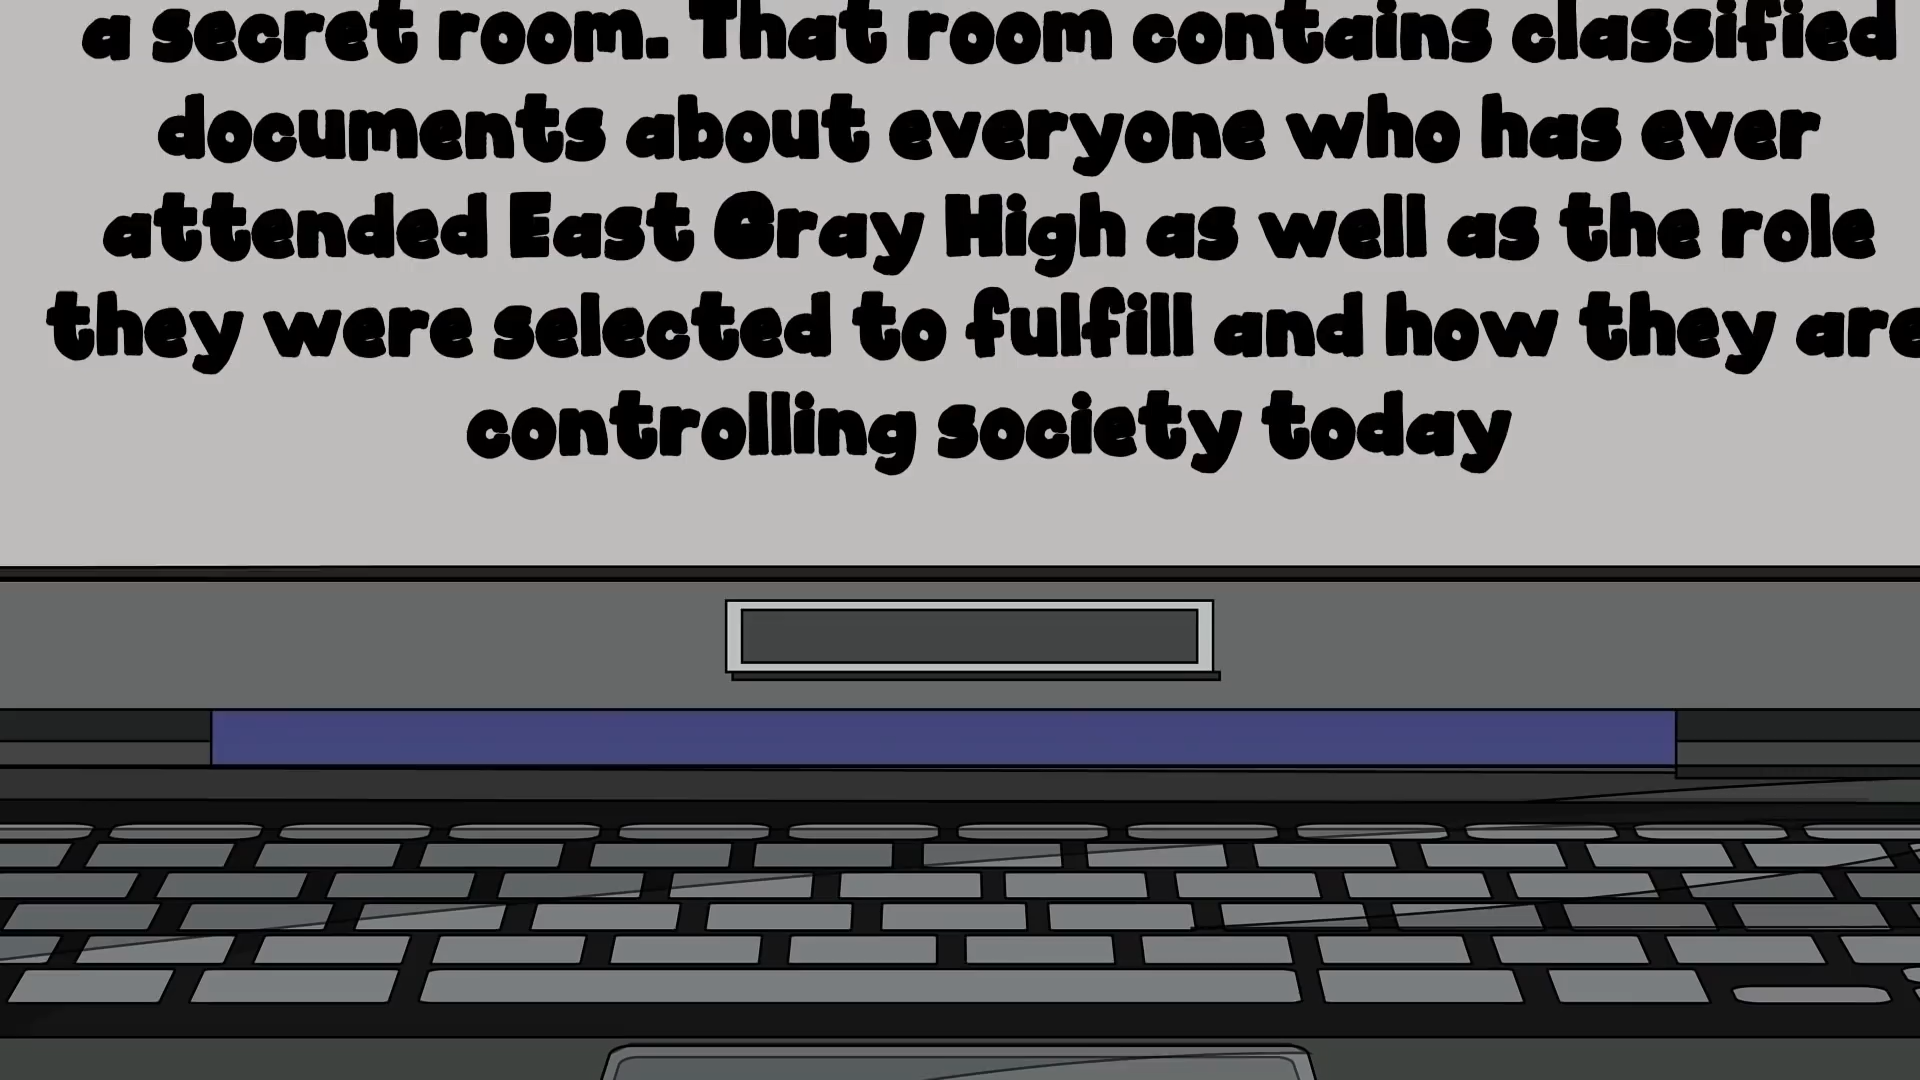 a secret room. That room contains classified
documents about everyone who has ever
attended East Gray High as well as the role
they were selected to fulfill and how they are
controlling society today